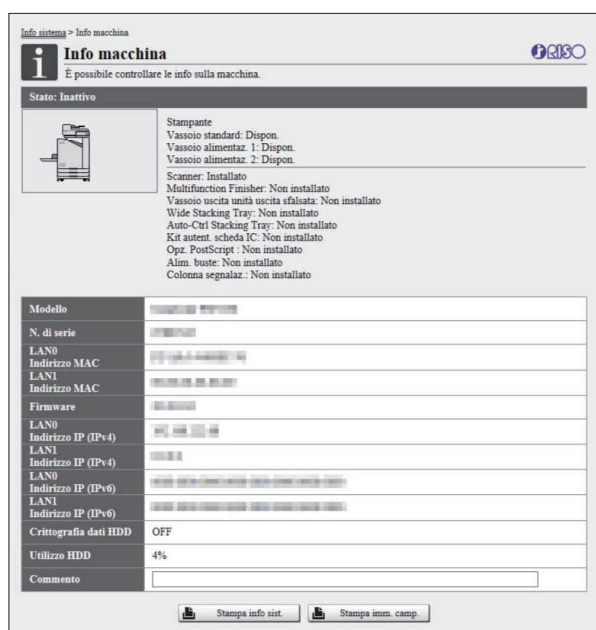 Info sistema > Info macchina
Info macchina
RISO
È possibile controllare le info sulla macchina.
Stato: Inattivo
Stampante
Vassoio standard: Dispon.
Vassoio alimentaz. 1: Dispon.
Vassoio alimentaz. 2: Dispon.
Scanner: Installato
Multifunction Finisher: Non installato
Vassoio uscita unità uscita sfalsata: Non installato
Wide Stacking Tray: Non installato
Auto-Ctrl Stacking Tray: Non installato
Kit autent. scheda IC: Non installato
Opz. PostScript : Non installato
Alim. buste: Non installato
Colonna segnalaz.: Non installato
Modello
N. di serie
LAN0
Indirizzo MAC
LAN1
Indirizzo MAC
Firmware
LAN0
Indirizzo IP (IPv4)
LAN1
Indirizzo IP (IPv4)
LAN0
Indirizzo IP (IPv6)
LAN1
Indirizzo IP (IPv6)
Crittografia dati HDD OFF
Utilizzo HDD 4%
Commento
Stampa info sist. Stampa imm. camp.